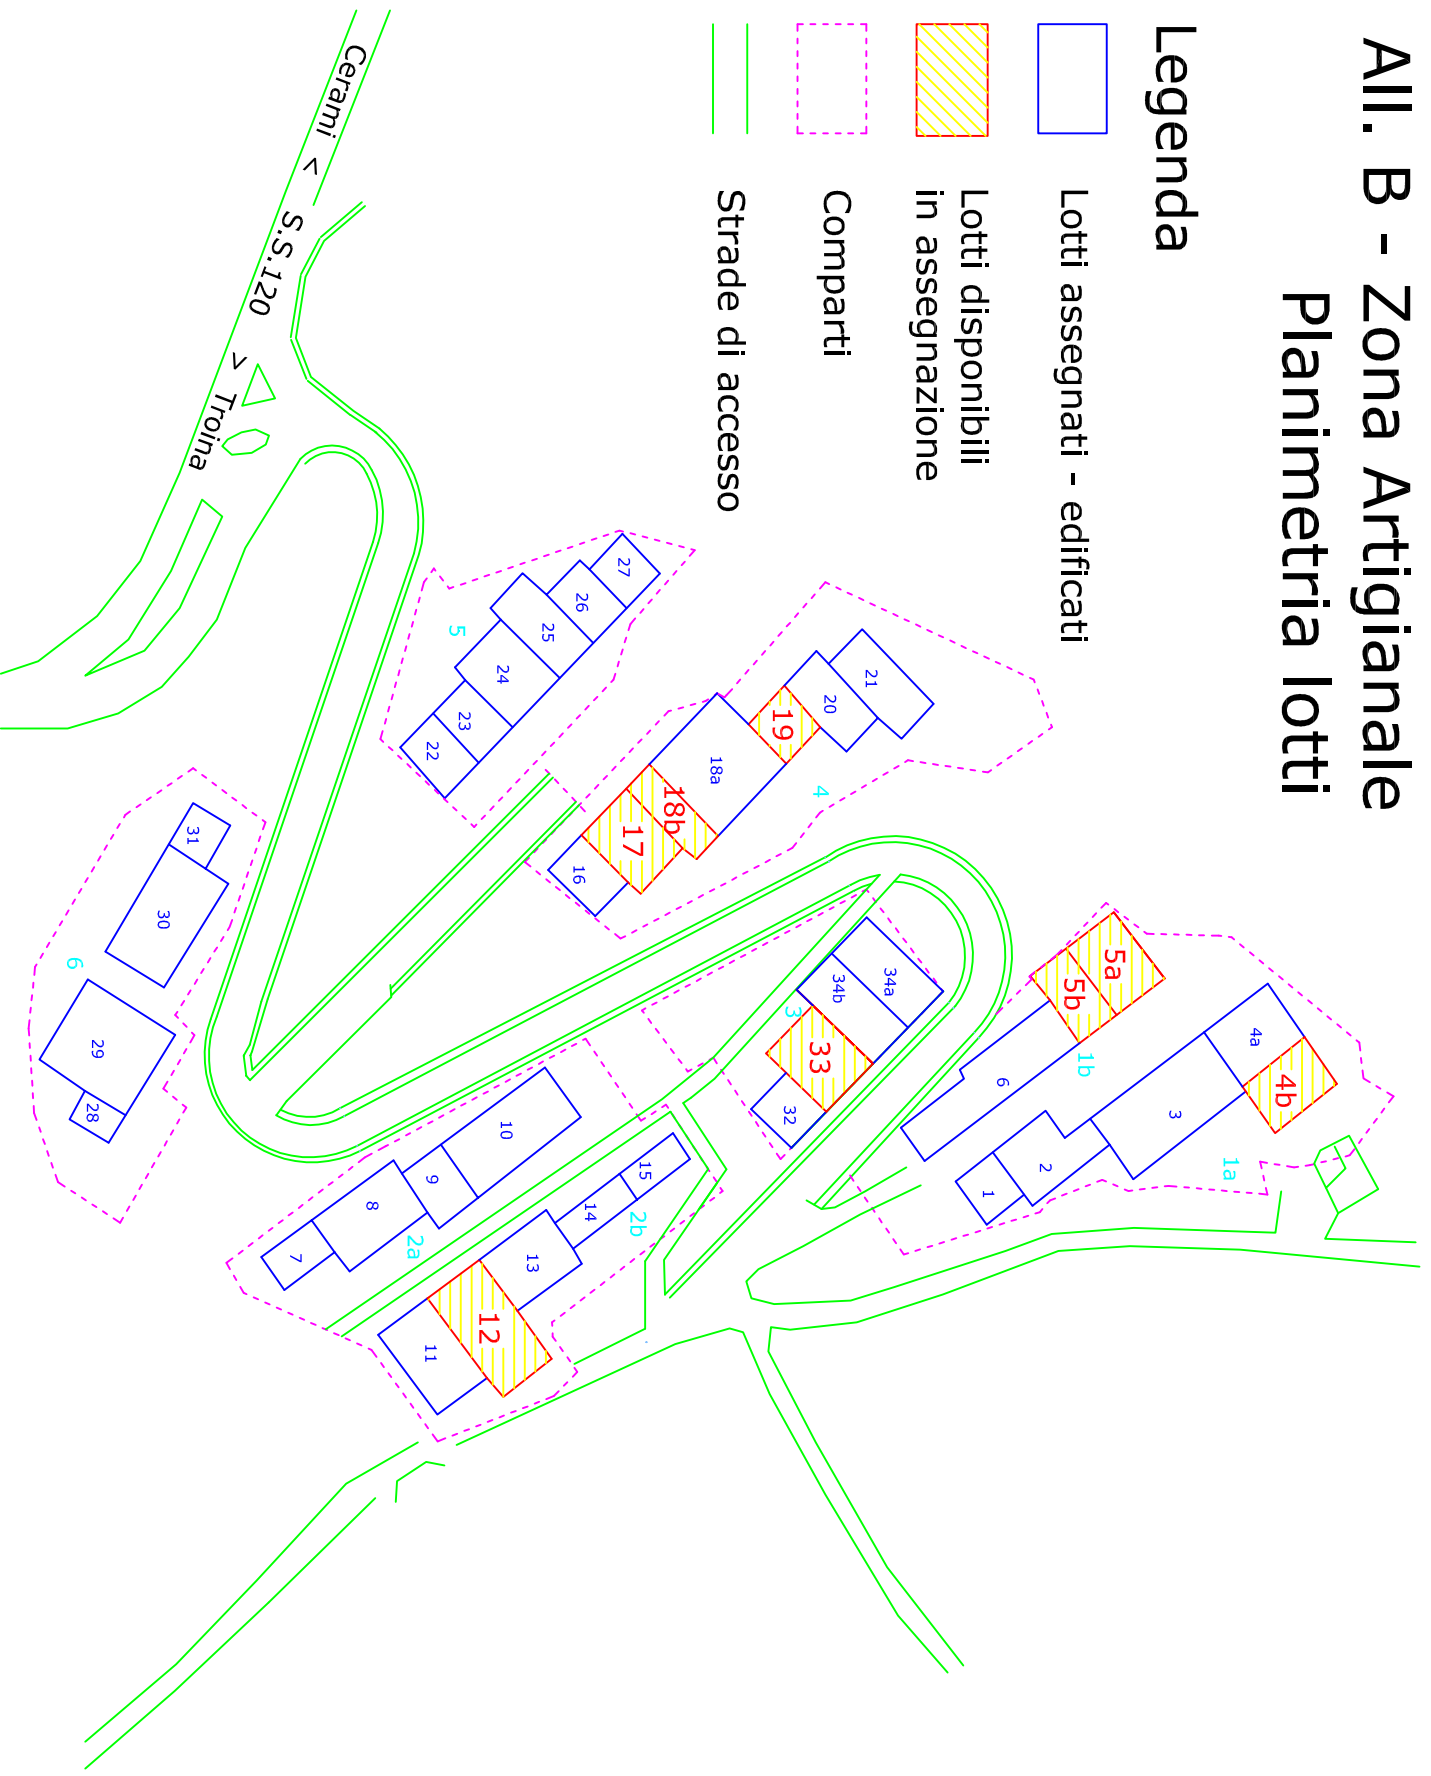 All. B - Zona Artigianale
Planimetria lotti
Legenda
Lotti assegnati - edificati
Lotti disponibili
in assegnazione
Comparti
Strade di accesso
Cerami < S.S.120 > Troina
27
26
25
24
23
22
5
21
20
19
18a
18b
17
16
4
5a
5b
6
1b
4a
4b
3
2
1
1a
34a
34b
3
33
32
31
30
6
29
28
10
9
8
7
2a
15
14
2b
13
12
11